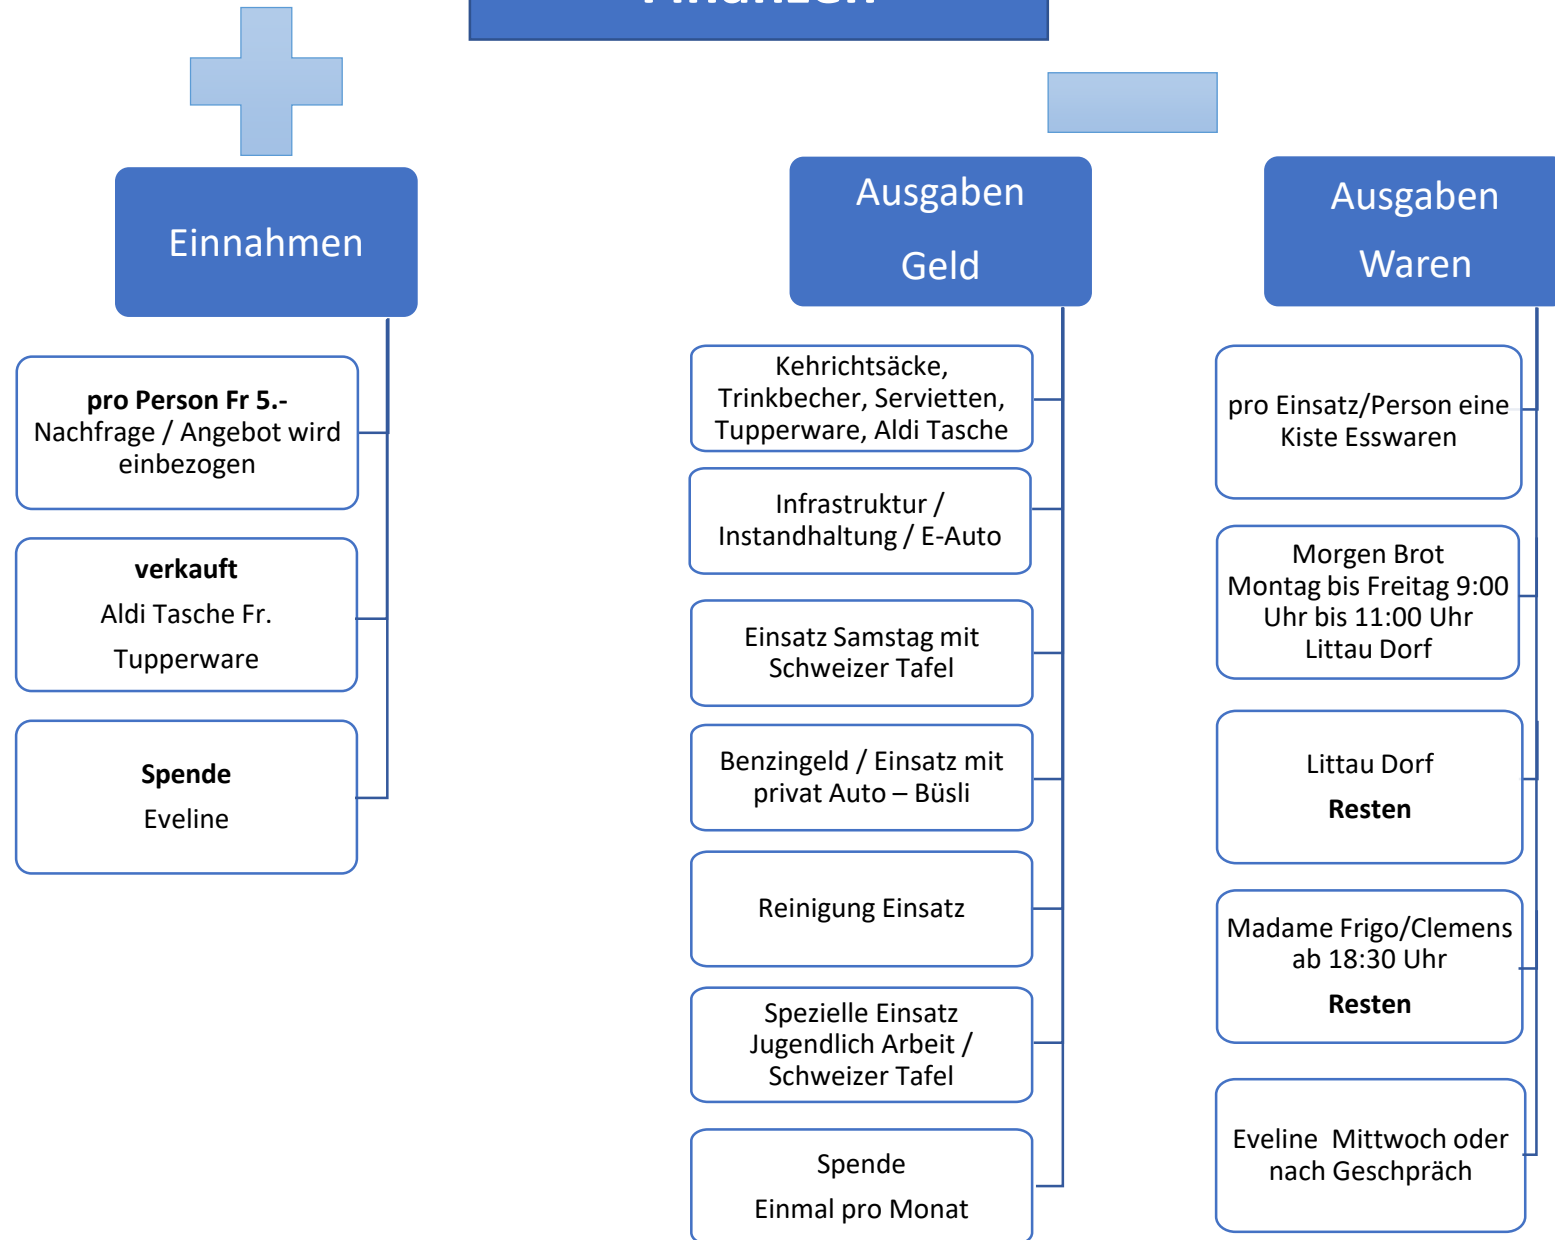 Finanzen
Einnahmen
pro Person Fr 5.-
Nachfrage / Angebot wird
einbezogen
verkauft
Aldi Tasche Fr.
Tupperware
Spende
Eveline
Ausgaben
Geld
Kehrichtsäcke,
Trinkbecher, Servietten,
Tupperware, Aldi Tasche
Infrastruktur /
Instandhaltung / E-Auto
Einsatz Samstag mit
Schweizer Tafel
Benzingeld / Einsatz mit
privat Auto – Büsli
Reinigung Einsatz
Spezielle Einsatz
Jugendlich Arbeit /
Schweizer Tafel
Spende
Einmal pro Monat
Ausgaben
Waren
pro Einsatz/Person eine
Kiste Esswaren
Morgen Brot
Montag bis Freitag 9:00
Uhr bis 11:00 Uhr
Littau Dorf
Littau Dorf
Resten
Madame Frigo/Clemens
ab 18:30 Uhr
Resten
Eveline  Mittwoch oder
nach Geschpräch